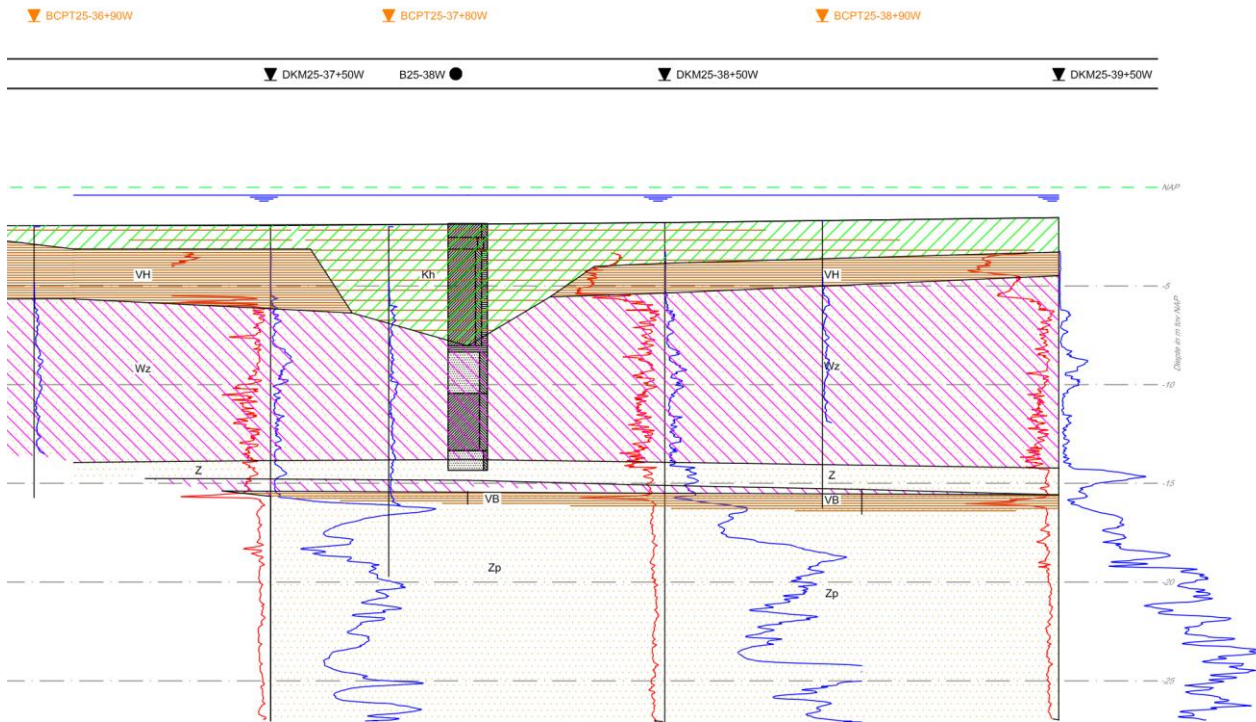 BCPT25-36+90W
BCPT25-37+80W
BCPT25-38+90W
DKM25-37+50W
B25-38W
DKM25-38+50W
DKM25-39+50W
NAP
VH
Kh
VH
-5
Diepte in m tov NAP
Wz
Wz
-10
Z
Z
-15
VB
VB
Zp
Zp
-20
-25